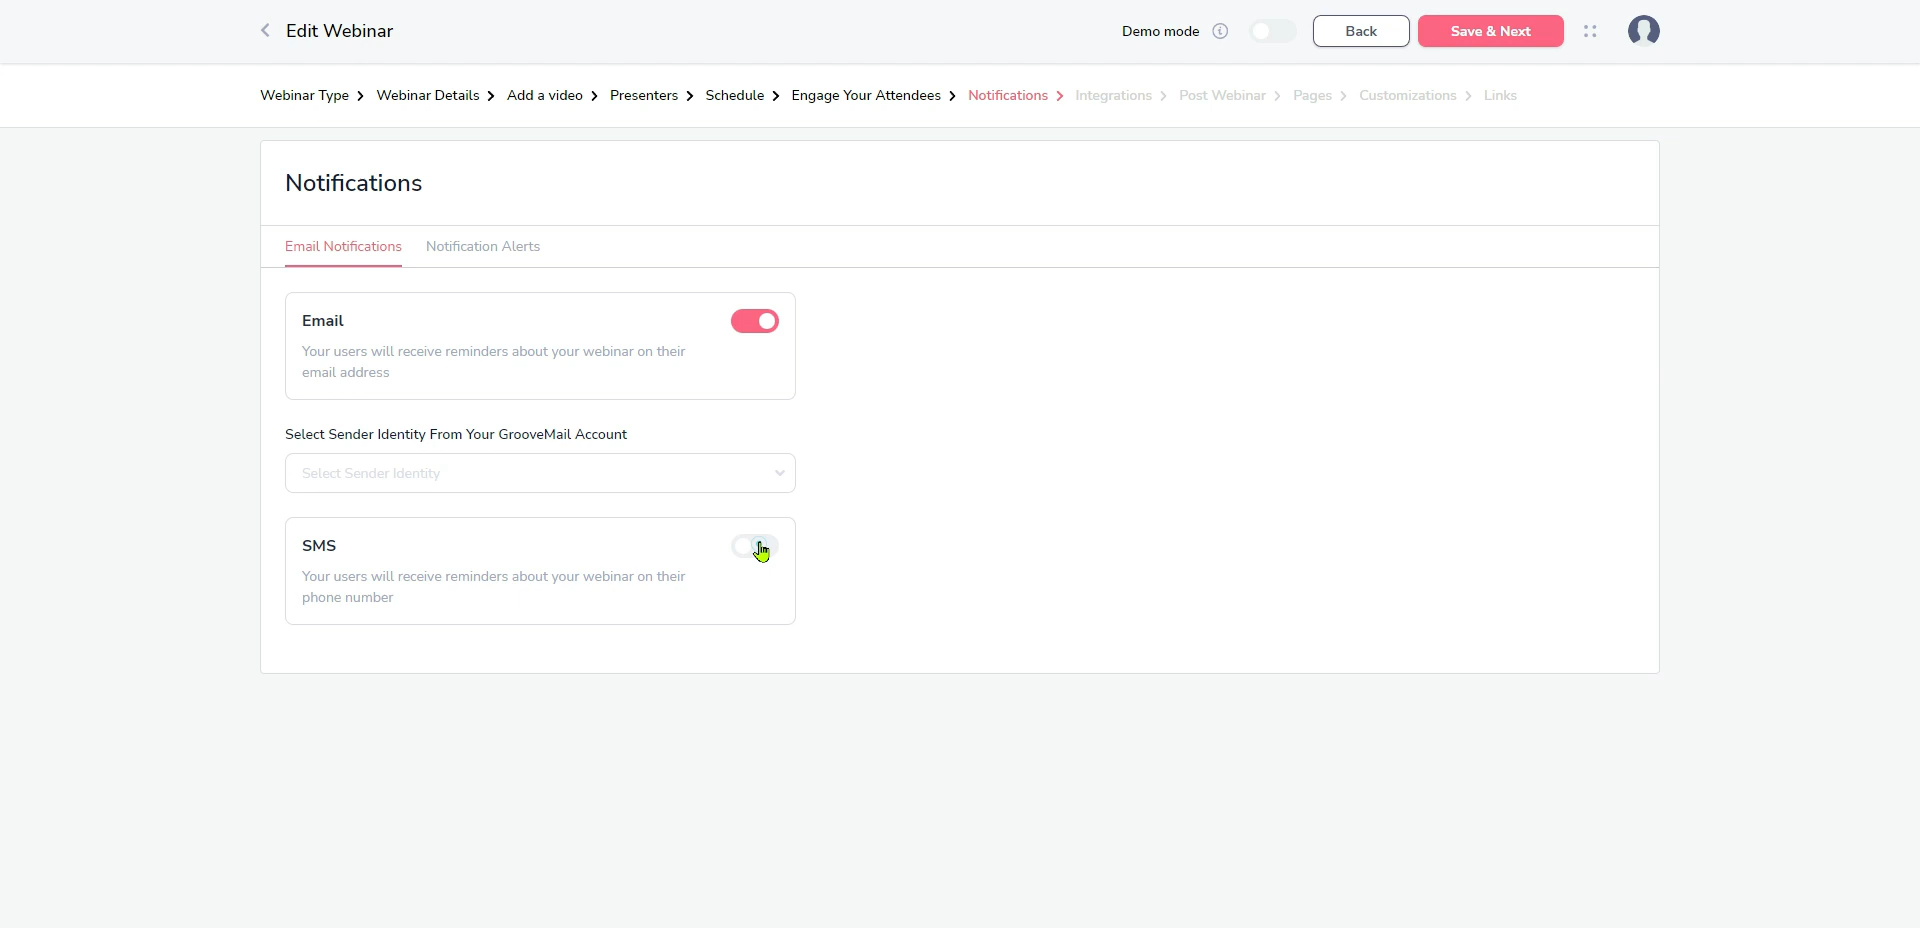 Edit Webinar
Demo mode
Back
Save & Next
Webinar Type
Webinar Details
Add a video
Presenters
Schedule
Engage Your Attendees
Notifications
Integrations
Post Webinar
Pages
Customizations
Links
Notifications
Email Notifications
Notification Alerts
Email
Your users will receive reminders about your webinar on their
email address
Select Sender Identity From Your GrooveMail Account
Select Sender Identity
SMS
Your users will receive reminders about your webinar on their
phone number